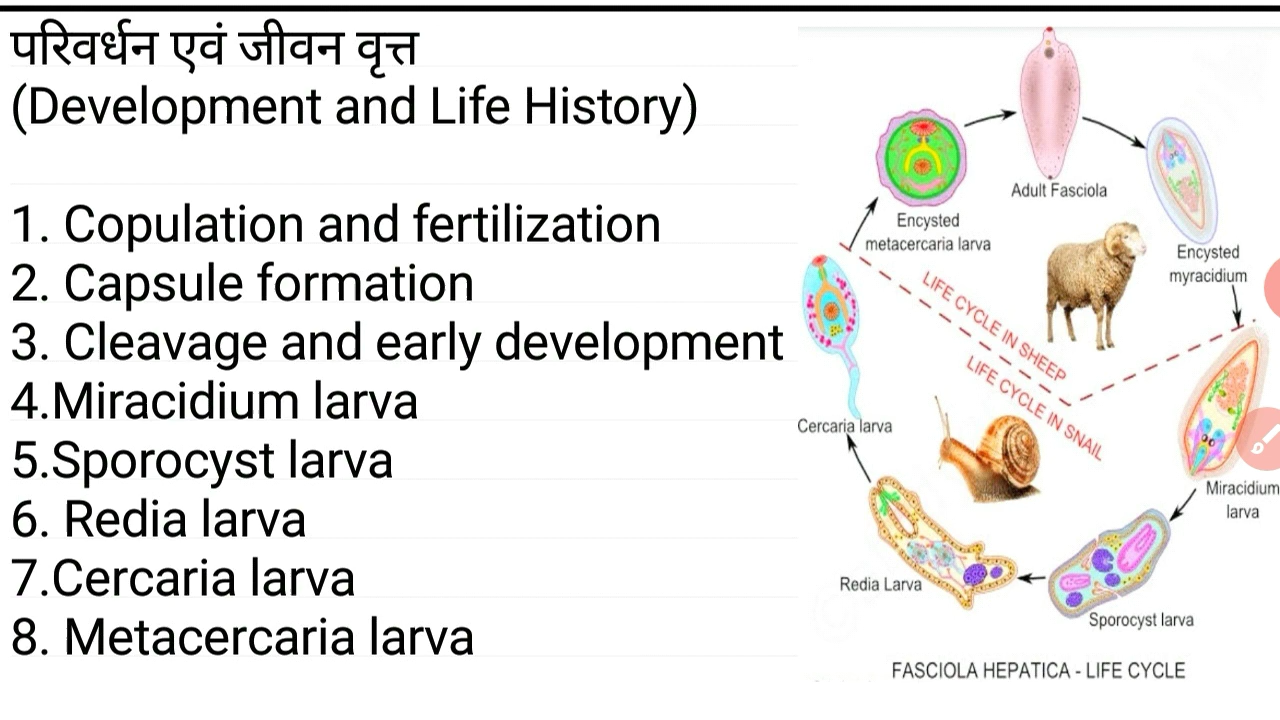 परिवर्धन एवं जीवन वृत्त
(Development and Life History)
1. Copulation and fertilization
2. Capsule formation
3. Cleavage and early development
4.Miracidium larva
5.Sporocyst larva
6. Redia larva
7.Cercaria larva
8. Metacercaria larva
Adult Fasciola
Encysted
metacercaria larva
Encysted
myracidium
LIFE CYCLE IN SHEEP
LIFE CYCLE IN SNAIL
Cercaria larva
Miracidium
larva
Redia Larva
Sporocyst larva
FASCIOLA HEPATICA - LIFE CYCLE